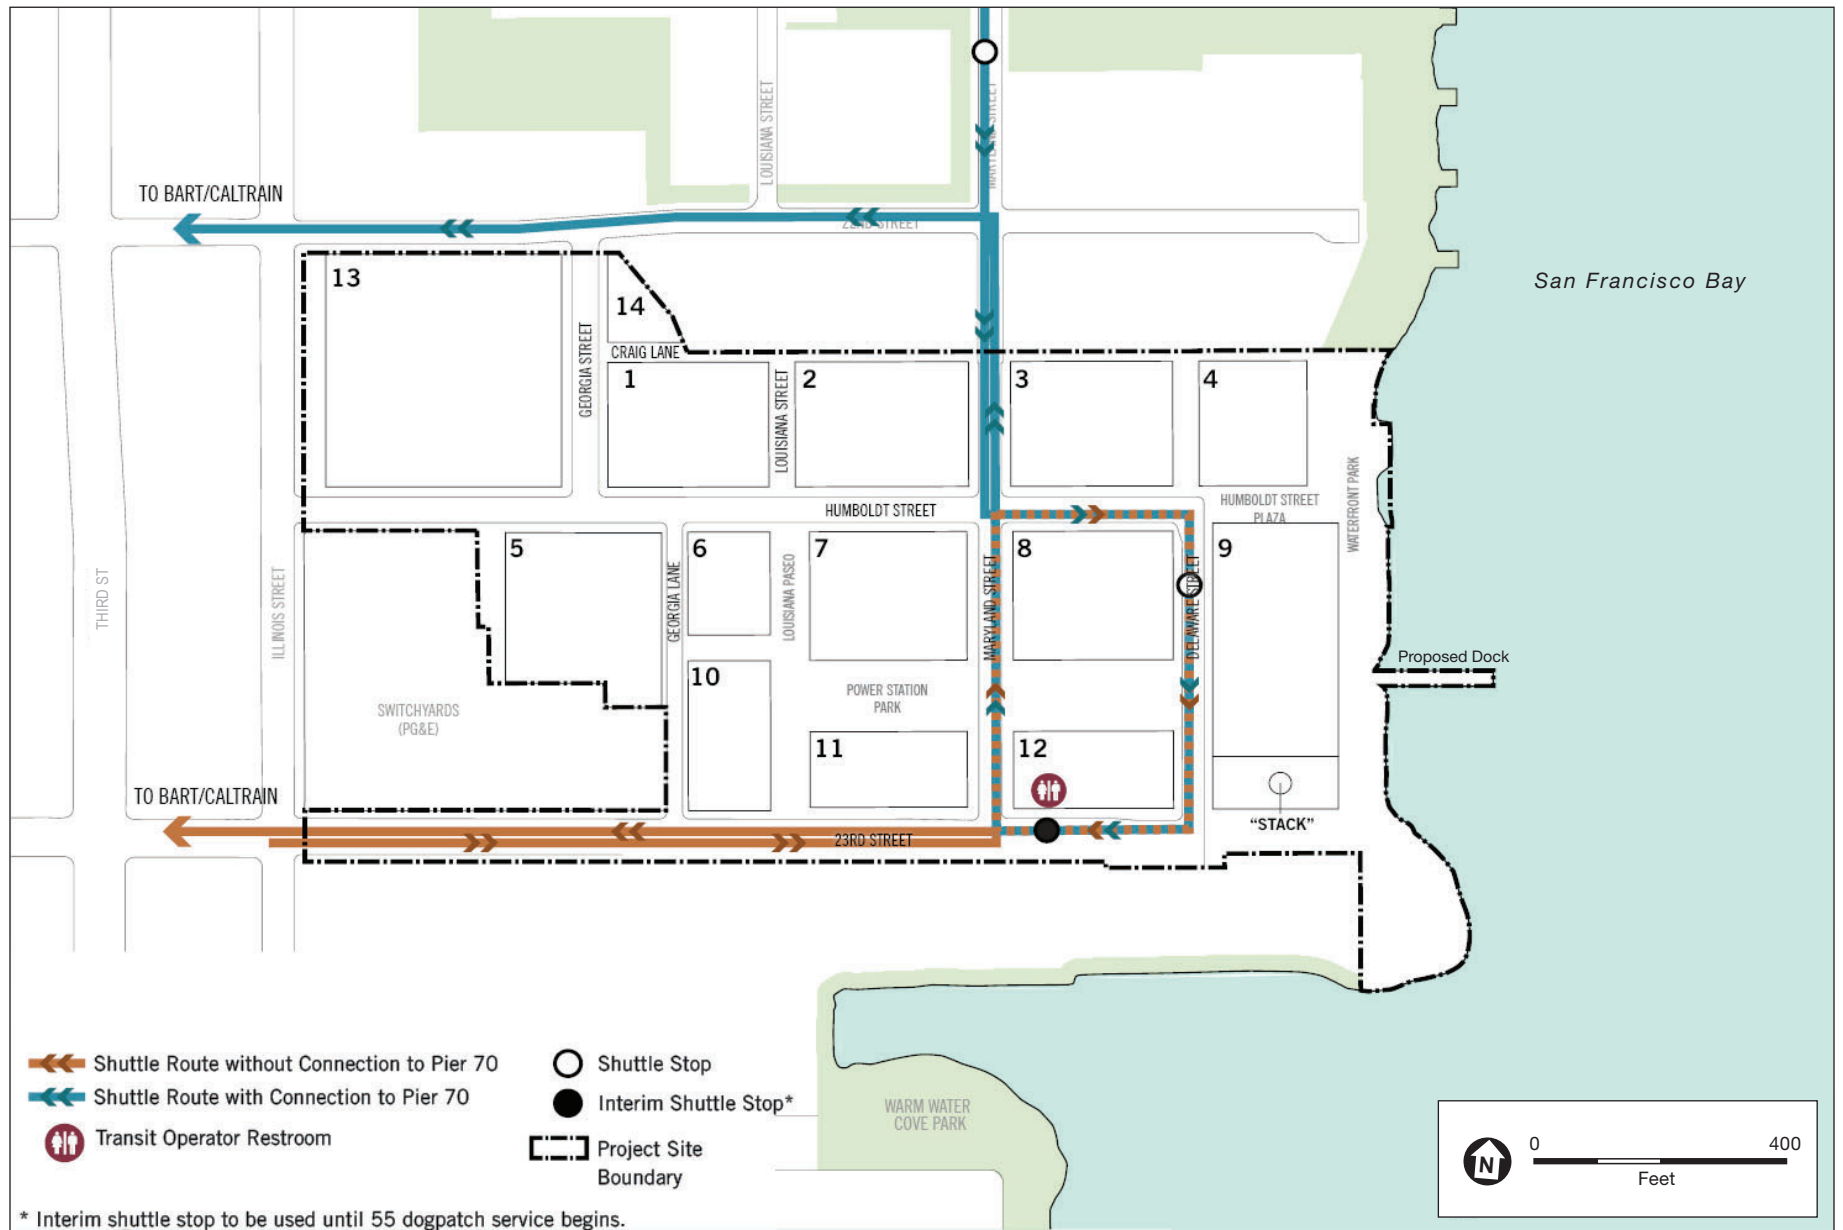 LOUISIANA STREET
MARYLAND STREET
TO BART/CALTRAIN
22ND STREET
San Francisco Bay
13
14
GEORGIA STREET
CRAIG LANE
1
LOUISIANA STREET
2
3
4
WATERFRONT PARK
HUMBOLDT STREET
HUMBOLDT STREET
PLAZA
THIRD ST
ILLINOIS STREET
5
GEORGIA LANE
6
LOUISIANA PASEO
7
MARYLAND STREET
8
DELAWARE STREET
9
Proposed Dock
10
POWER STATION
PARK
SWITCHYARDS
(PG&E)
11
12
TO BART/CALTRAIN
"STACK"
23RD STREET
Shuttle Route without Connection to Pier 70
Shuttle Route with Connection to Pier 70
Transit Operator Restroom
Shuttle Stop
Interim Shuttle Stop*
Project Site
Boundary
WARM WATER
COVE PARK
N
0 400
Feet
* Interim shuttle stop to be used until 55 dogpatch service begins.